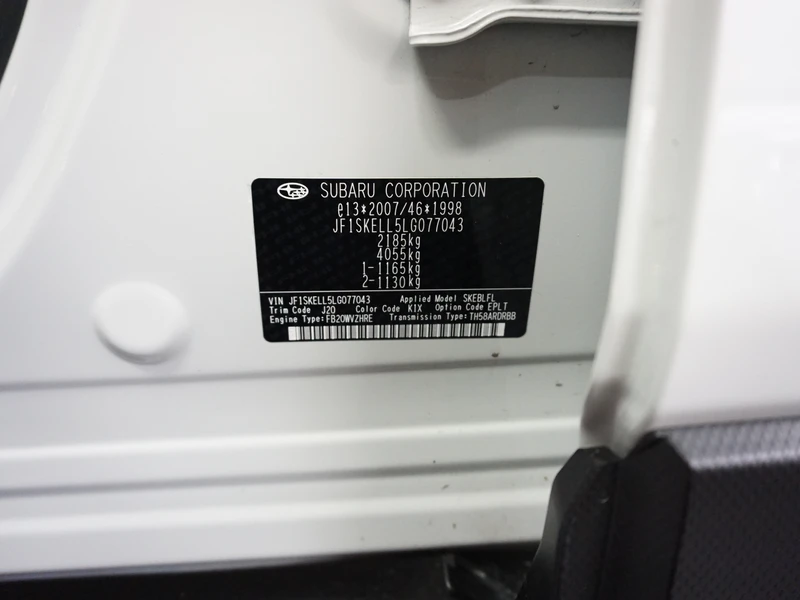 SUBARU CORPORATION
e13*2007/46*1998
JF1SKELL5LG077043
2185kg
4055kg
1-1165kg
2-1130kg
VIN JF1SKELL5LG077043 Applied Model SKEBLFL
Trim Code J20 Color Code K1X Option Code EPLT
Engine Type:FB20WVZHRE Transmission Type:TH58ARDRBB